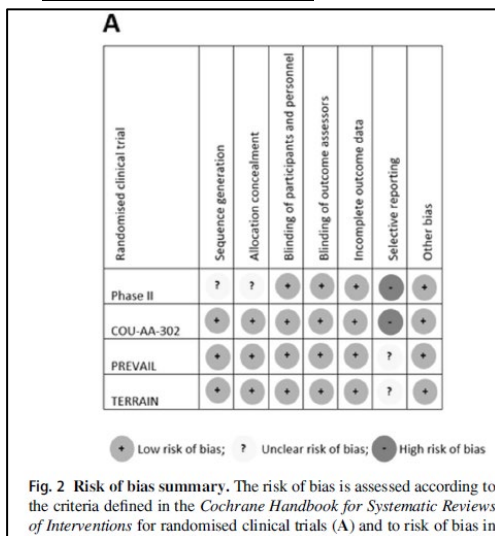 A
Randomised clinical trial
Sequence generation
Allocation concealment
Blinding of participants and personnel
Blinding of outcome assessors
Incomplete outcome data
Selective reporting
Other bias
Phase II ? ? + + + - +
COU-AA-302 + + + + + - +
PREVAIL + + + + + ? +
TERRAIN + + + + + ? +
+ Low risk of bias; ? Unclear risk of bias; - High risk of bias
Fig. 2 Risk of bias summary. The risk of bias is assessed according to
the criteria defined in the Cochrane Handbook for Systematic Reviews
of Interventions for randomised clinical trials (A) and to risk of bias in